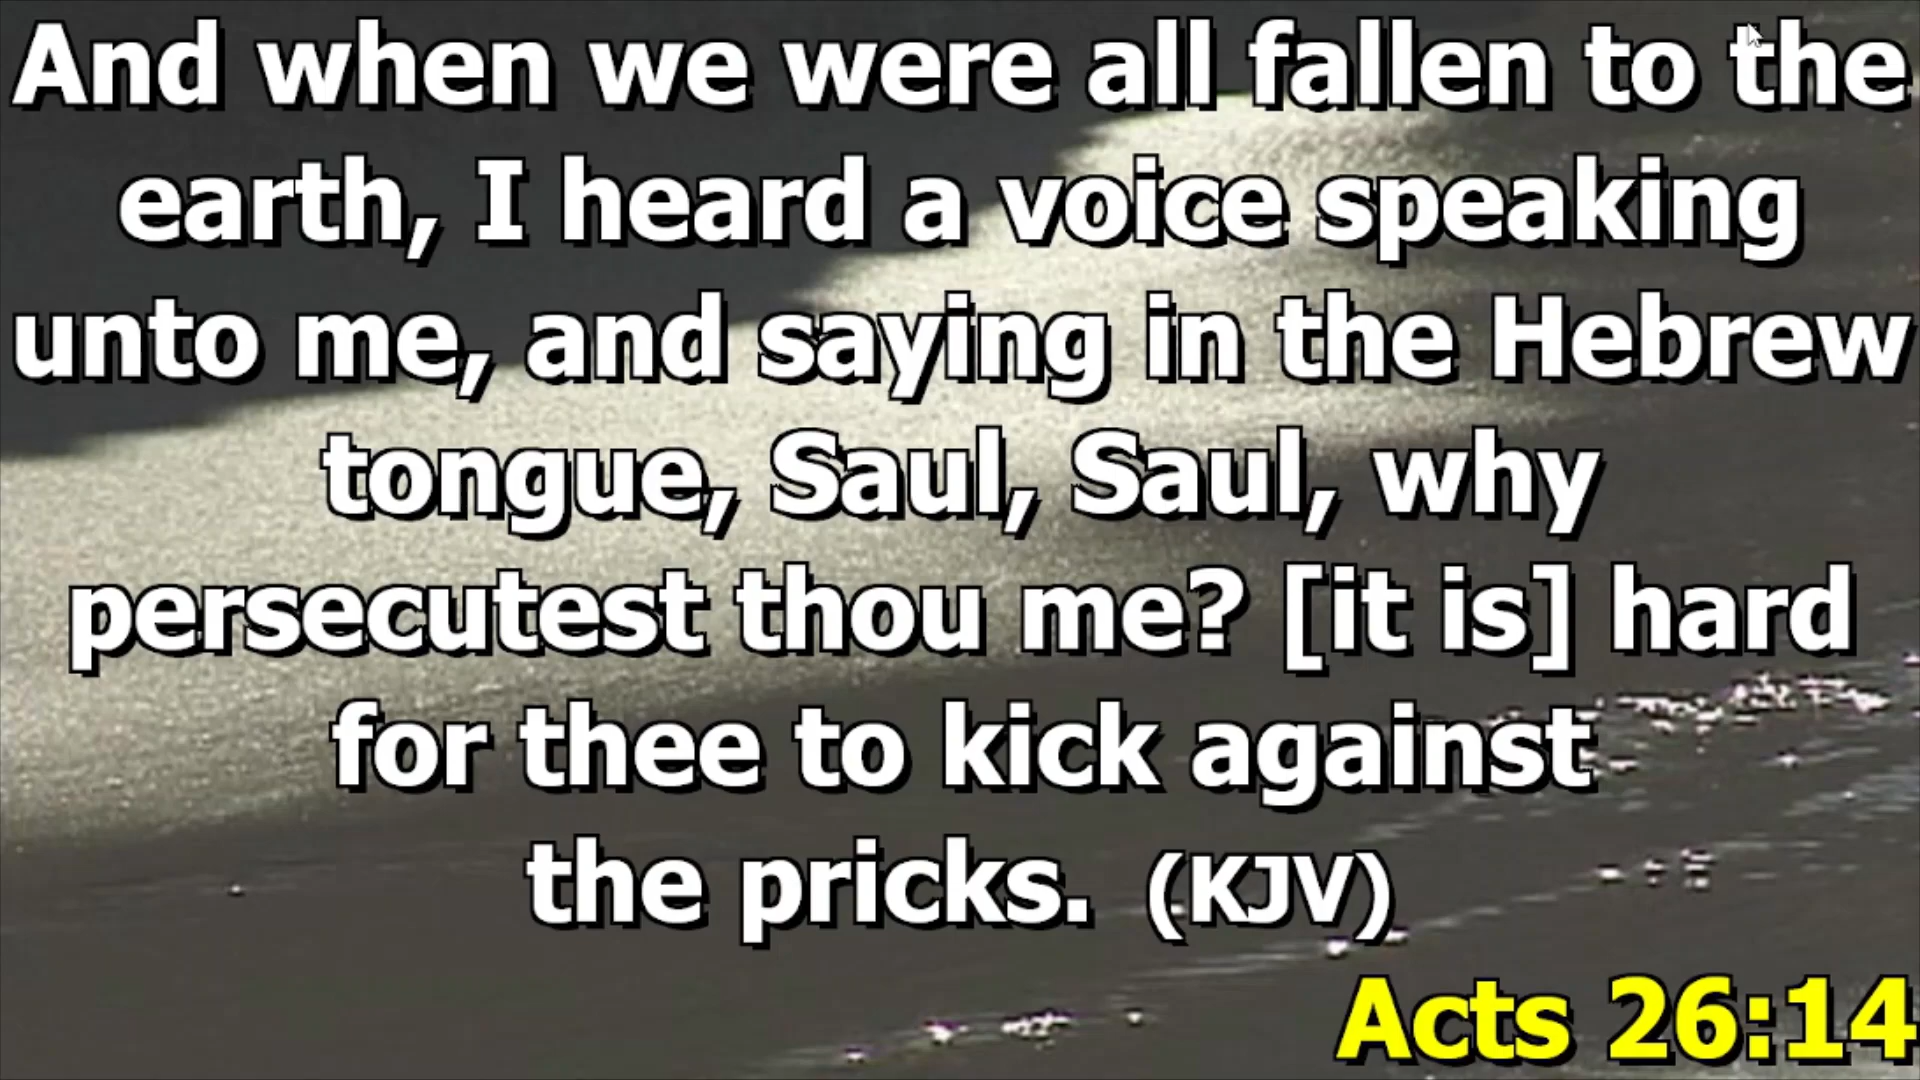 And when we were all fallen to the
earth, I heard a voice speaking
unto me, and saying in the Hebrew
tongue, Saul, Saul, why
persecutest thou me? [it is] hard
for thee to kick against
the pricks. (KJV)
Acts 26:14